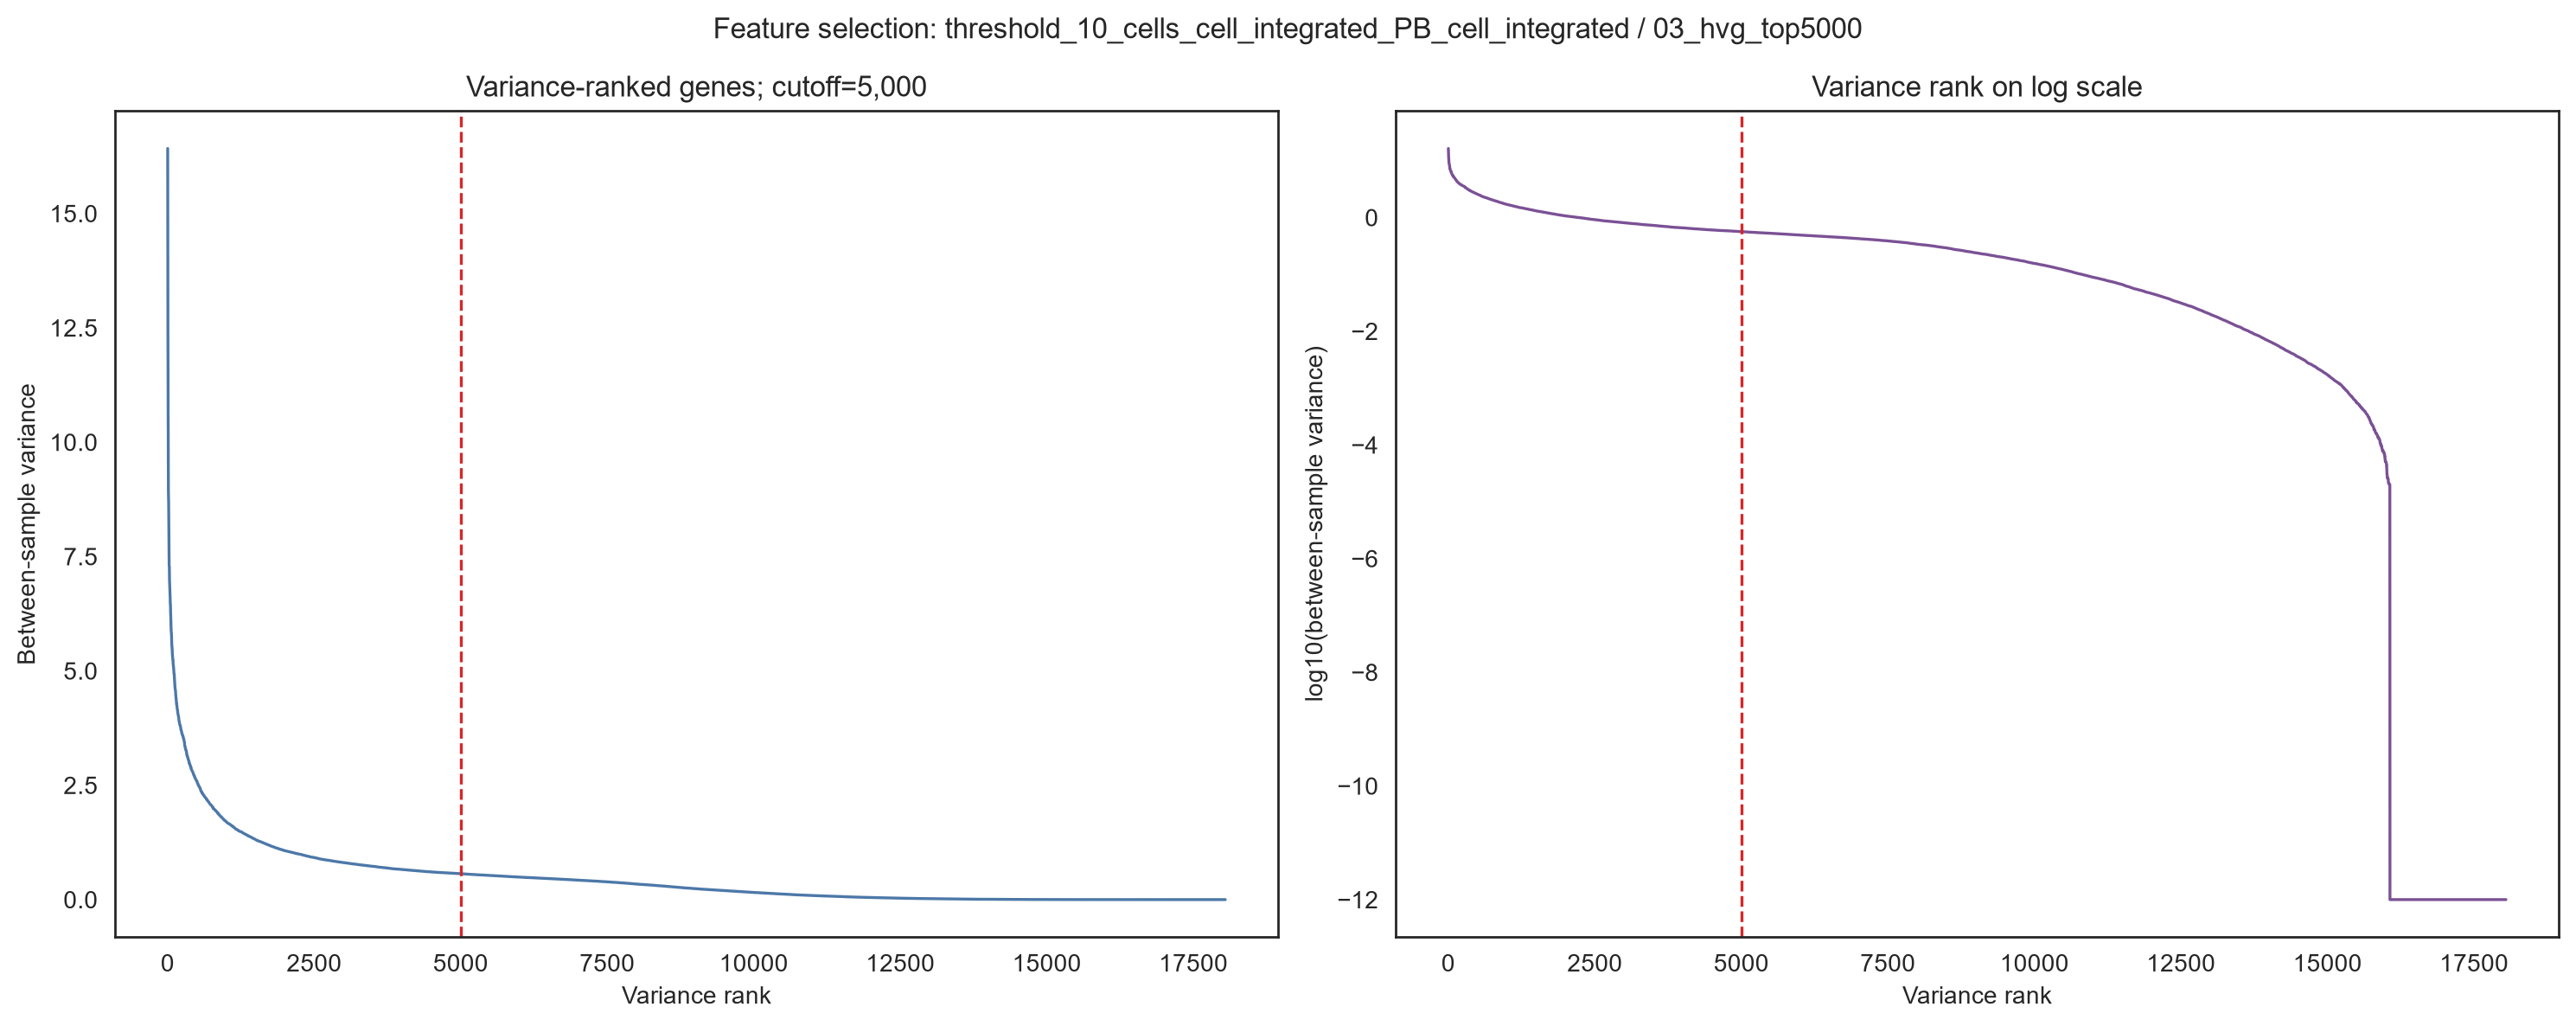 Feature selection: threshold_10_cells_cell_integrated_PB_cell_integrated / 03_hvg_top5000
Variance-ranked genes; cutoff=5,000
Between-sample variance
15.0
12.5
10.0
7.5
5.0
2.5
0.0
0 2500 5000 7500 10000 12500 15000 17500
Variance rank
Variance rank on log scale
log10(between-sample variance)
0
−2
−4
−6
−8
−10
−12
0 2500 5000 7500 10000 12500 15000 17500
Variance rank